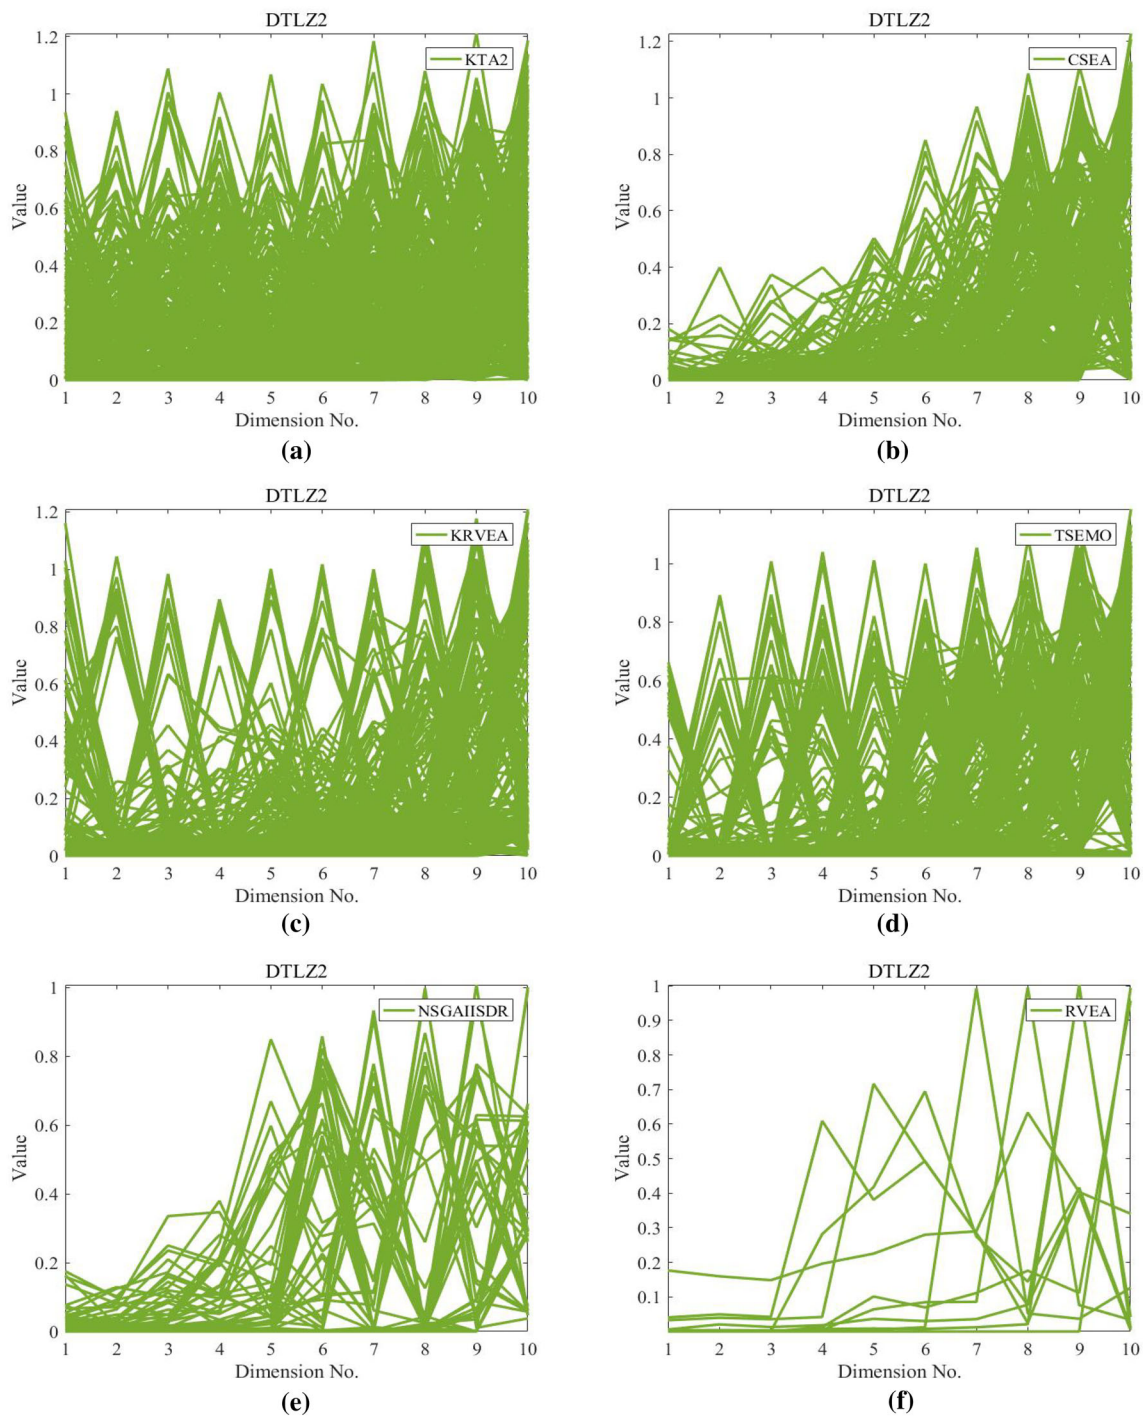 DTLZ2
1.2
KTA2
1
0.8
Value
0.6
0.4
0.2
0
1 2 3 4 5 6 7 8 9 10
Dimension No.
(a)
DTLZ2
1.2
CSEA
1
0.8
Value
0.6
0.4
0.2
0
1 2 3 4 5 6 7 8 9 10
Dimension No.
(b)
DTLZ2
1.2
KRVEA
1
0.8
Value
0.6
0.4
0.2
0
1 2 3 4 5 6 7 8 9 10
Dimension No.
(c)
DTLZ2
TSEMO
1
0.8
Value
0.6
0.4
0.2
0
1 2 3 4 5 6 7 8 9 10
Dimension No.
(d)
DTLZ2
1
NSGAIISDR
0.8
0.6
Value
0.4
0.2
0
1 2 3 4 5 6 7 8 9 10
Dimension No.
(e)
DTLZ2
1
RVEA
0.9
0.8
0.7
0.6
Value
0.5
0.4
0.3
0.2
0.1
1 2 3 4 5 6 7 8 9 10
Dimension No.
(f)